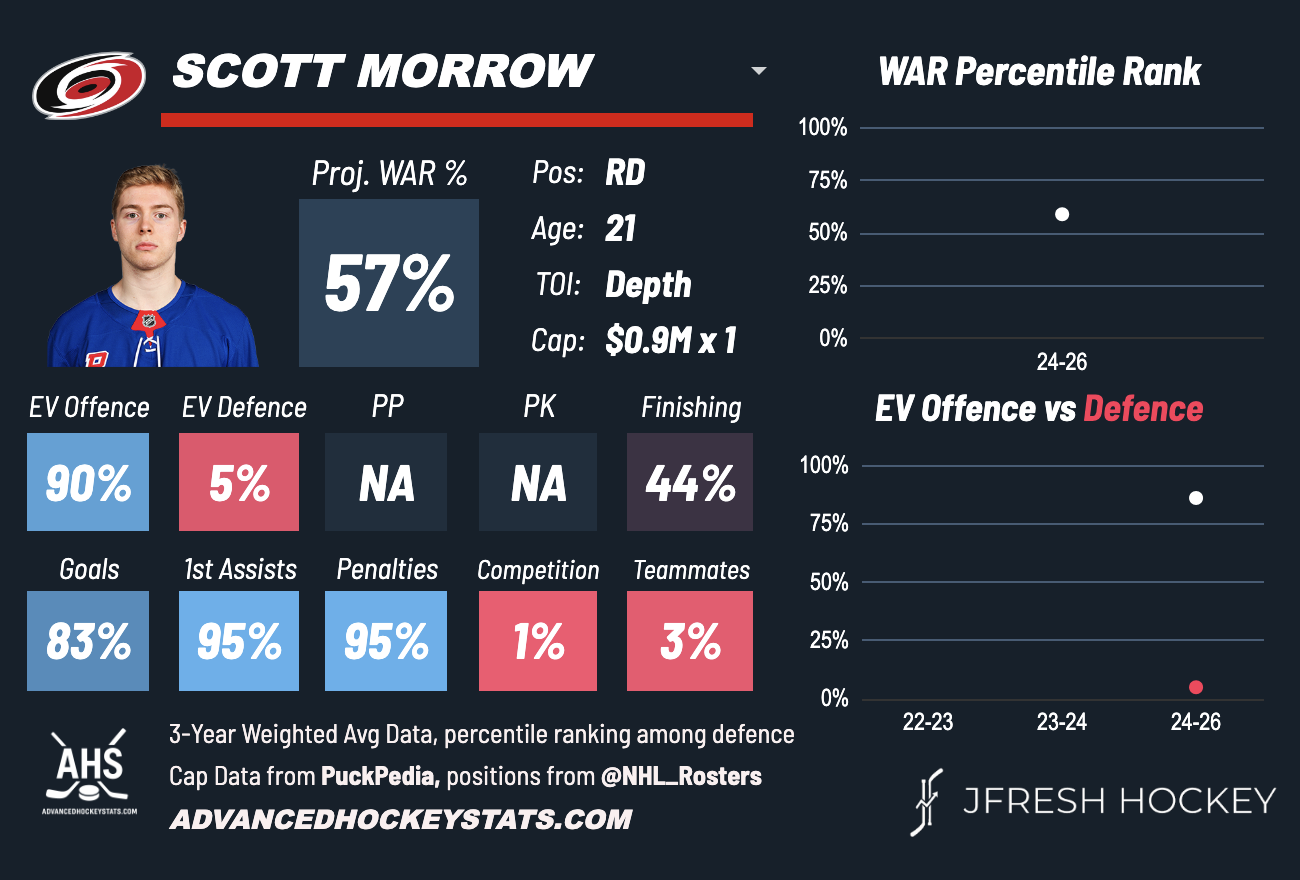 SCOTT MORROW
Proj. WAR %
57%
Pos: RD
Age: 21
TOI: Depth
Cap: $0.9M x 1
EV Offence EV Defence PP PK Finishing
90% 5% NA NA 44%
Goals 1st Assists Penalties Competition Teammates
83% 95% 95% 1% 3%
WAR Percentile Rank
100%
75%
50%
25%
0%
24-26
EV Offence vs Defence
100%
75%
50%
25%
0%
22-23 23-24 24-26
AHS
ADVANCEDHOCKEYSTATS.COM
3-Year Weighted Avg Data, percentile ranking among defence
Cap Data from PuckPedia, positions from @NHL_Rosters
ADVANCEDHOCKEYSTATS.COM
JFRESH HOCKEY